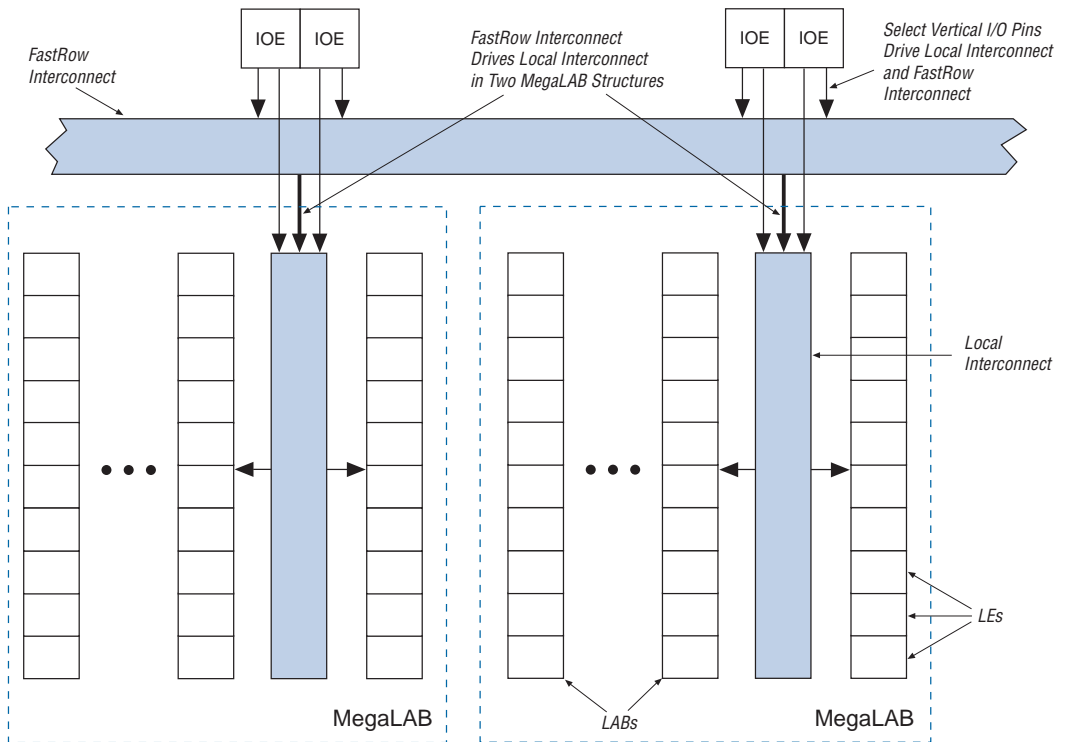 FastRow
Interconnect
IOE IOE
FastRow Interconnect
Drives Local Interconnect
in Two MegaLAB Structures
IOE IOE
Select Vertical I/O Pins
Drive Local Interconnect
and FastRow
Interconnect
Local
Interconnect
LEs
LABs
MegaLAB
MegaLAB